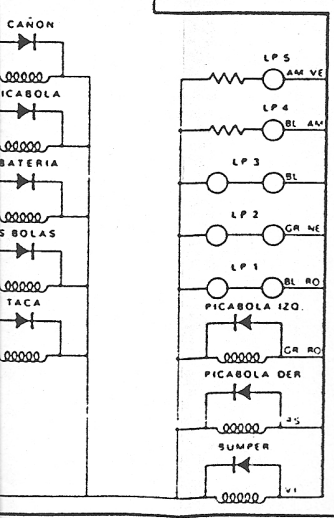 CAÑON
ICABOLA
BATERIA
S BOLAS
TACA
LP 5
AM VE
LP 4
BL AM
LP 3
BL
LP 2
GR NE
LP 1
BL RO
PICABOLA IZQ.
GR RO
PICABOLA DER
SUMPER